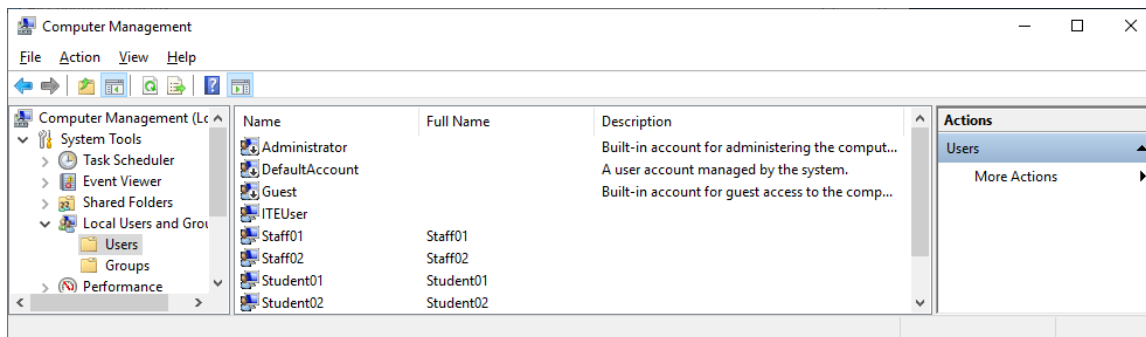 Computer Management
File Action View Help
Computer Management (Lc
System Tools
Task Scheduler
Event Viewer
Shared Folders
Local Users and Grou
Users
Groups
Performance
Name Full Name Description
Administrator Built-in account for administering the comput...
DefaultAccount A user account managed by the system.
Guest Built-in account for guest access to the comp...
ITEUser
Staff01 Staff01
Staff02 Staff02
Student01 Student01
Student02 Student02
Actions
Users
More Actions